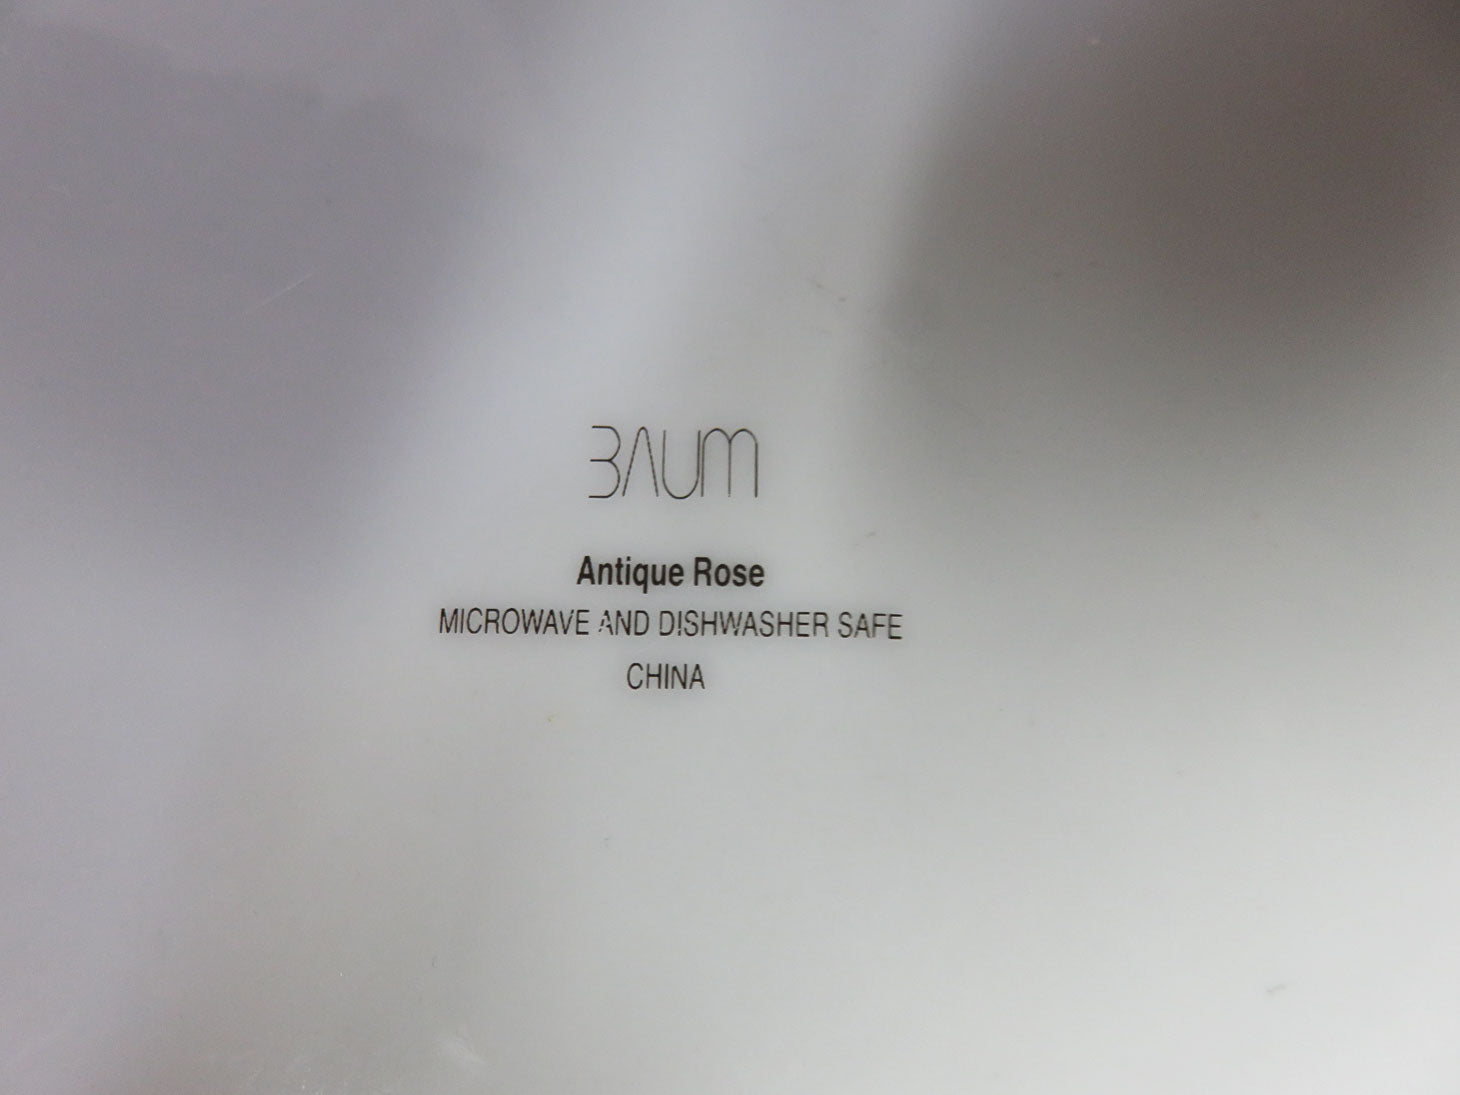 BAUM
Antique Rose
MICROWAVE AND DISHWASHER SAFE
CHINA